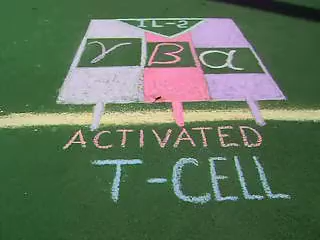 IL-2
γ β α
ACTIVATED
T-CELL